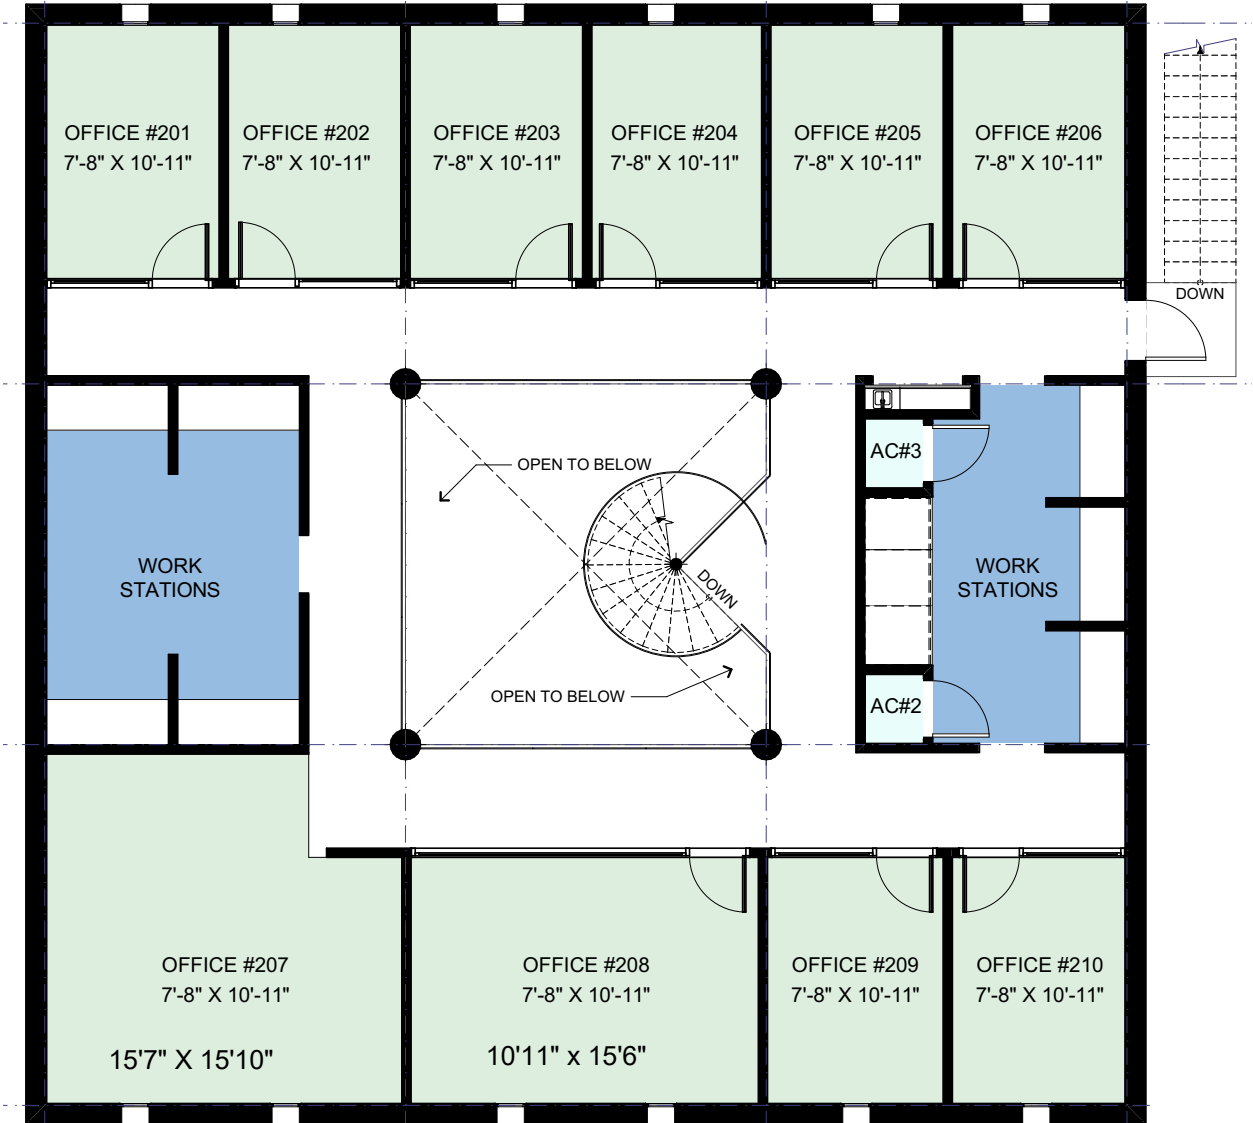 OFFICE #201
7'-8" X 10'-11"
OFFICE #202
7'-8" X 10'-11"
OFFICE #203
7'-8" X 10'-11"
OFFICE #204
7'-8" X 10'-11"
OFFICE #205
7'-8" X 10'-11"
OFFICE #206
7'-8" X 10'-11"
DOWN
OPEN TO BELOW
AC#3
WORK
STATIONS
DOWN
WORK
STATIONS
OPEN TO BELOW
AC#2
OFFICE #207
7'-8" X 10'-11"
15'7" X 15'10"
OFFICE #208
7'-8" X 10'-11"
10'11" x 15'6"
OFFICE #209
7'-8" X 10'-11"
OFFICE #210
7'-8" X 10'-11"